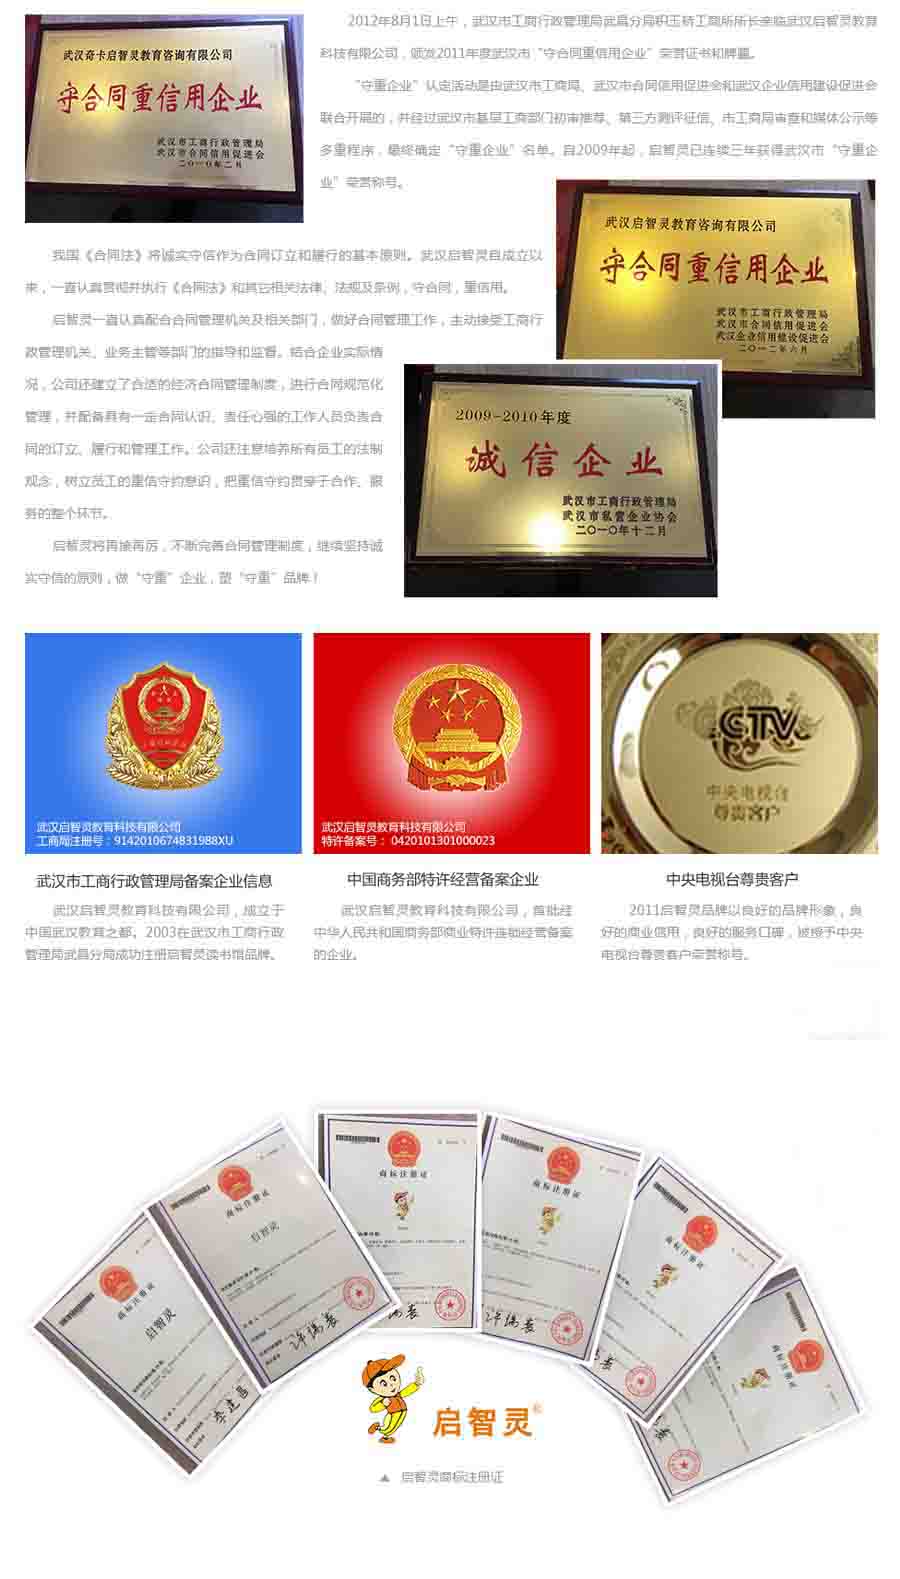 武汉奇卡启智灵教育咨询有限公司
守合同重信用企业
武汉市工商行政管理局
武汉市合同信用促进会
二〇一〇年二月
2012年8月1日上午，武汉市工商行政管理局武昌分局积玉桥工商所所长亲临武汉启智灵教育
科技有限公司，颁发2011年度武汉市“守合同重信用企业”荣誉证书和牌匾。
“守重企业”认定活动是由武汉市工商局、武汉市合同信用促进会和武汉企业信用建设促进会
联合开展的，并经过武汉市基层工商部门初审推荐、第三方测评征信、市工商局审查和媒体公示等
多重程序，最终确定“守重企业”名单。自2009年起，启智灵已连续三年获得武汉市“守重企
业”荣誉称号。
武汉启智灵教育咨询有限公司
守合同重信用企业
武汉市工商行政管理局
武汉市合同信用促进会
武汉企业信用建设促进会
二〇一二年六月
我国《合同法》将诚实守信作为合同订立和履行的基本原则。武汉启智灵自成立以
来，一直认真贯彻并执行《合同法》和其它相关法律、法规及条例，守合同，重信用。
启智灵一直认真配合合同管理机关及相关部门，做好合同管理工作，主动接受工商行
政管理机关、业务主管等部门的指导和监督。结合企业实际情
况，公司还建立了合适的经济合同管理制度，进行合同规范化
管理，并配备具有一定合同认识、责任心强的工作人员负责合
同的订立、履行和管理工作。公司还注意培养所有员工的法制
观念，树立员工的重信守约意识，把重信守约贯穿于合作、服
务的整个环节。
启智灵将再接再厉，不断完善合同管理制度，继续坚持诚
实守信的原则，做“守重”企业，塑“守重”品牌！
2009-2010年度
诚信企业
武汉市工商行政管理局
武汉市私营企业协会
二〇一〇年十二月
武汉启智灵教育科技有限公司
工商局注册号：9142010674831988XU
武汉启智灵教育科技有限公司
特许备案号： 0420101301000023
CCTV
中央电视台
尊贵客户
武汉市工商行政管理局备案企业信息
武汉启智灵教育科技有限公司，成立于
中国武汉教育之都。2003在武汉市工商行政
管理局武昌分局成功注册启智灵读书馆品牌。
中国商务部特许经营备案企业
武汉启智灵教育科技有限公司，首批经
中华人民共和国商务部商业特许连锁经营备案
的企业。
中央电视台尊贵客户
2011启智灵品牌以良好的品牌形象，良
好的商业信用，良好的服务口碑，被授予中央
电视台尊贵客户荣誉称号。
商标注册证
启智灵
商标注册证
启智灵
商标注册证
商标注册证
商标注册证
商标注册证
启智灵®
▲ 启智灵商标注册证